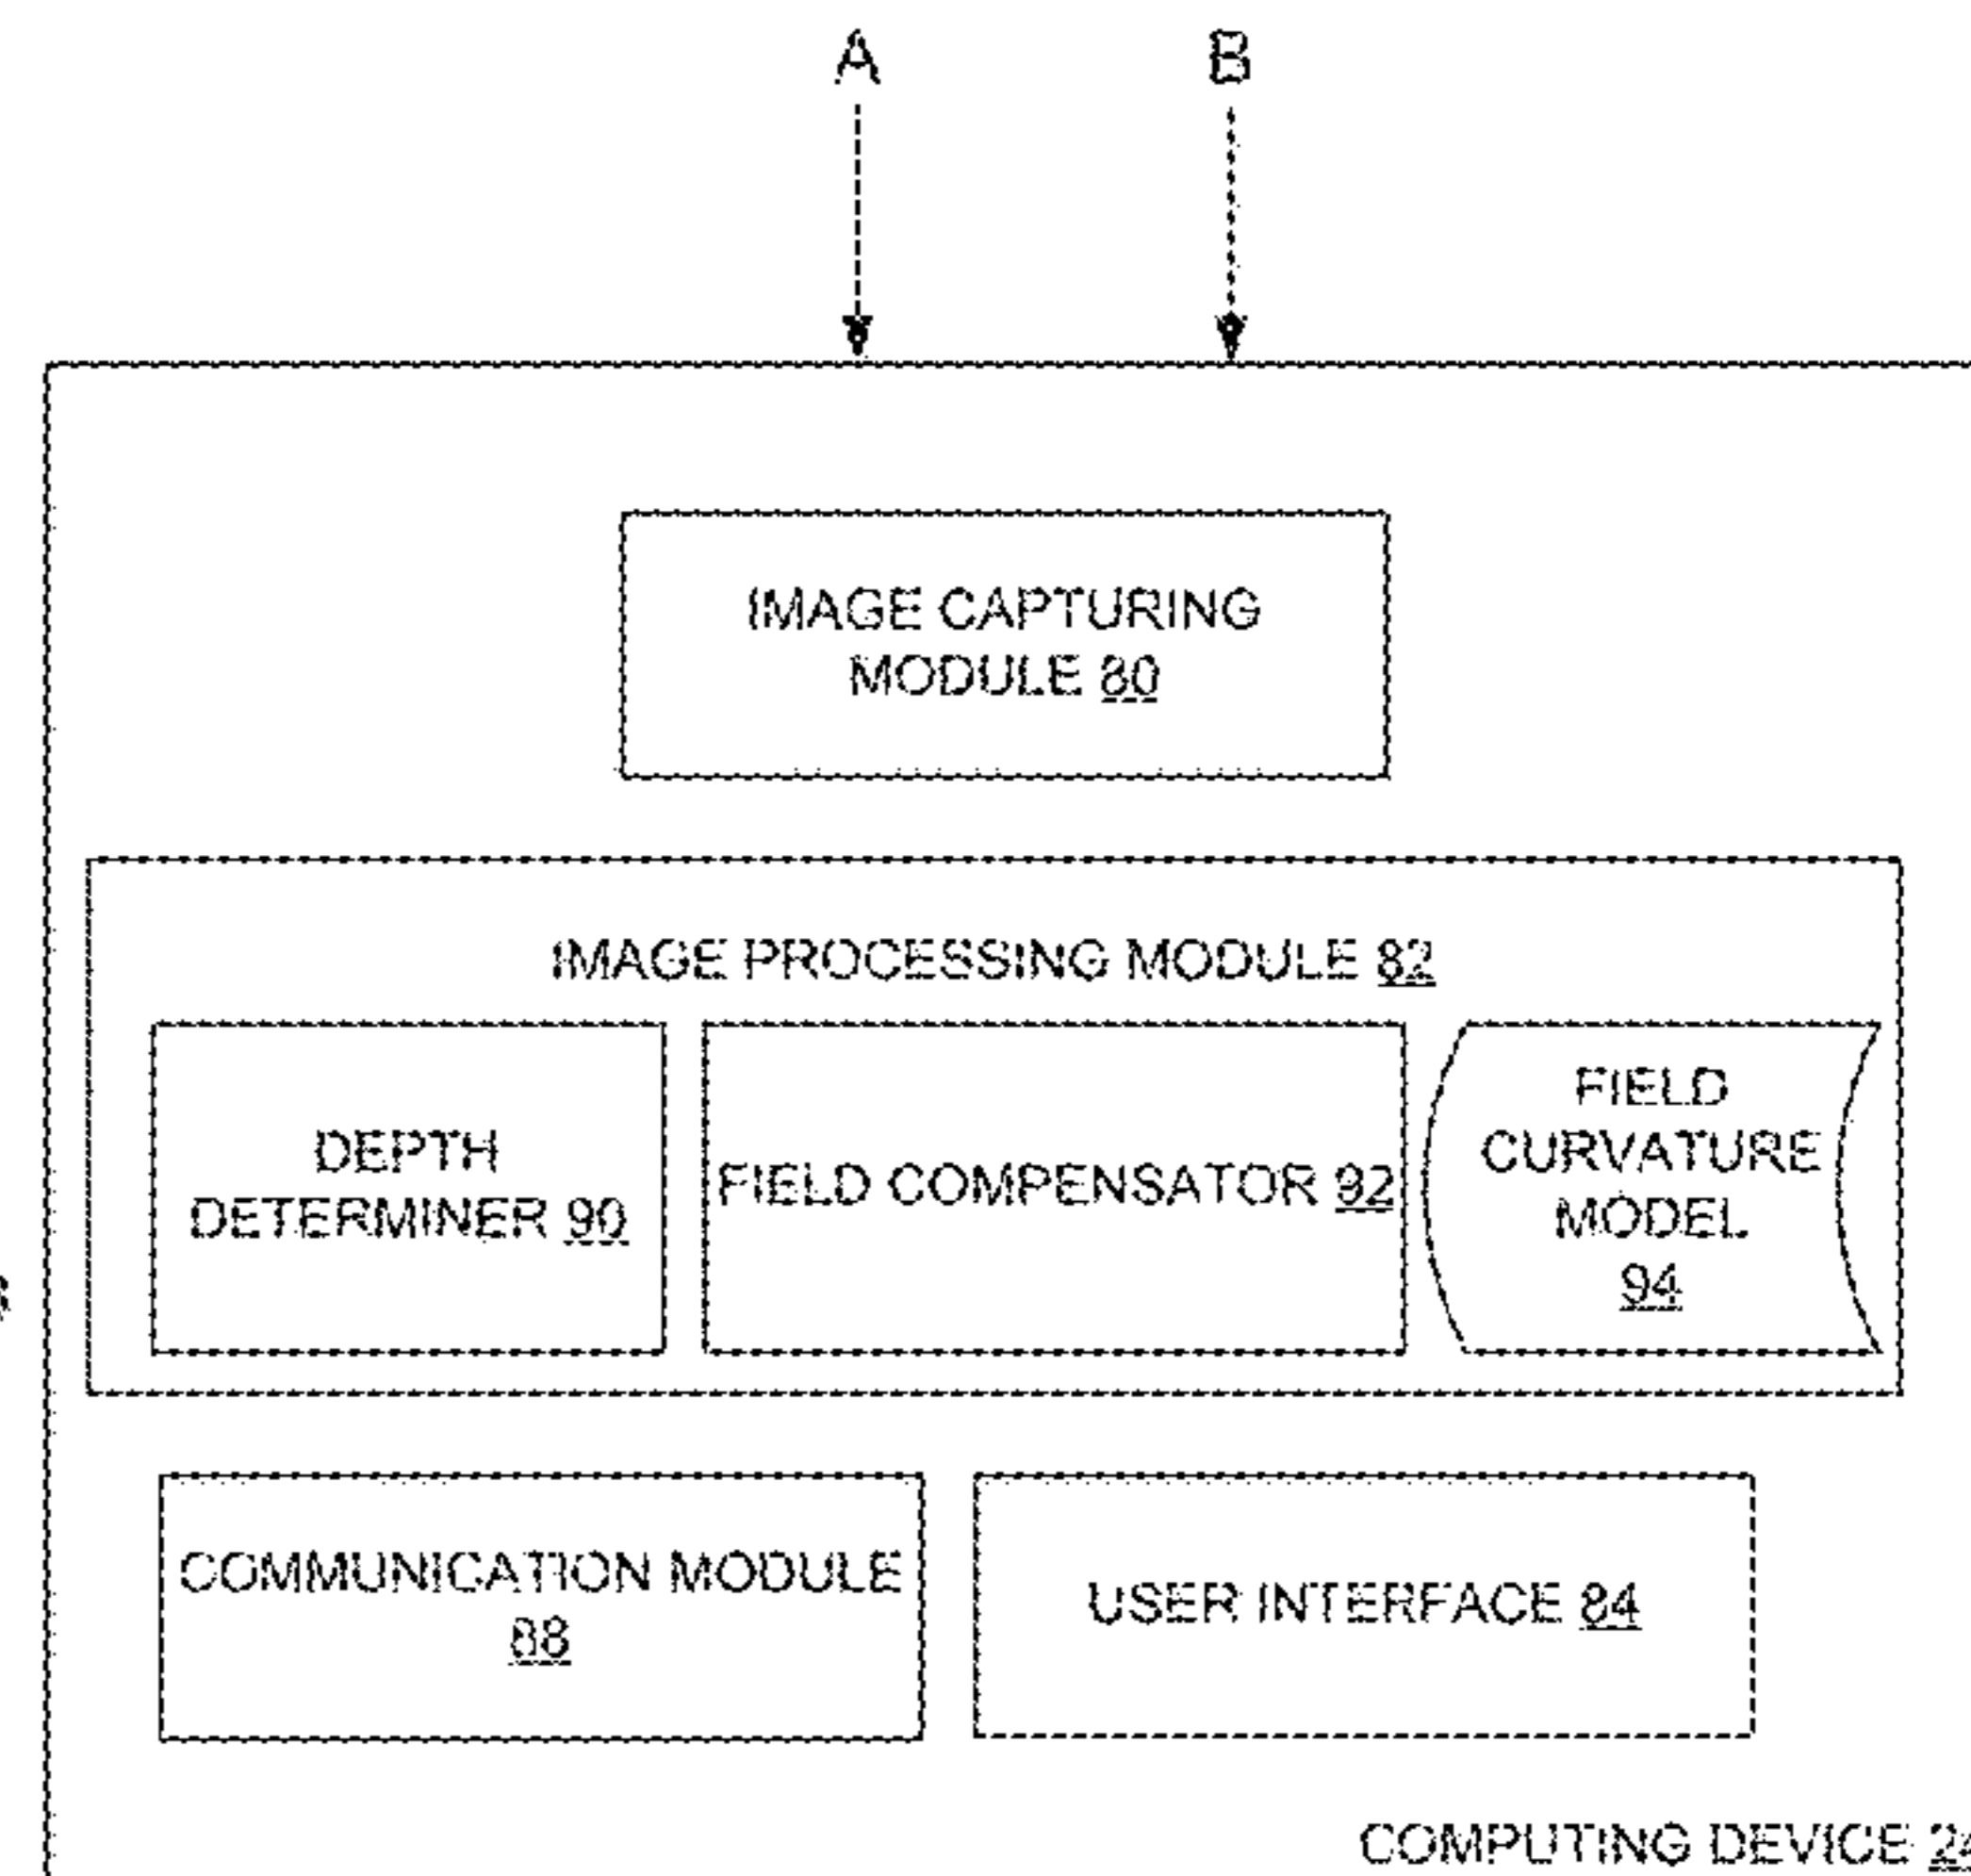 A
B
IMAGE CAPTURING
MODULE 80
IMAGE PROCESSING MODULE 82
DEPTH
DETERMINER 90
FIELD COMPENSATOR 92
FIELD
CURVATURE
MODEL
94
COMMUNICATION MODULE
88
USER INTERFACE 84
COMPUTING DEVICE